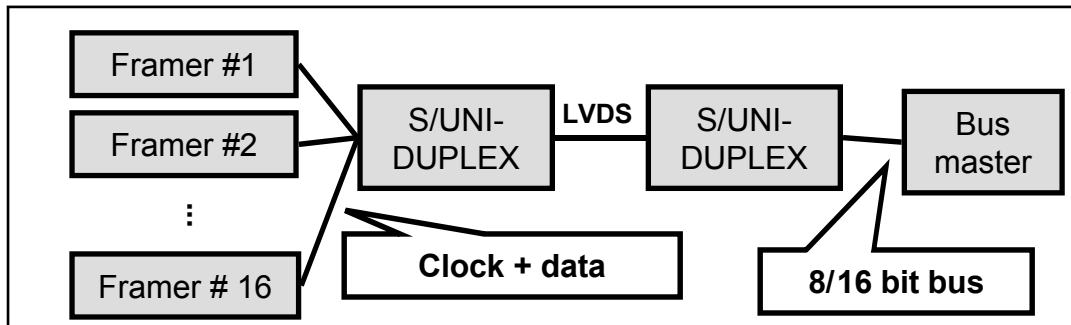 Framer #1
Framer #2
...
Framer # 16
S/UNI-
DUPLEX
LVDS
S/UNI-
DUPLEX
Bus
master
Clock + data
8/16 bit bus